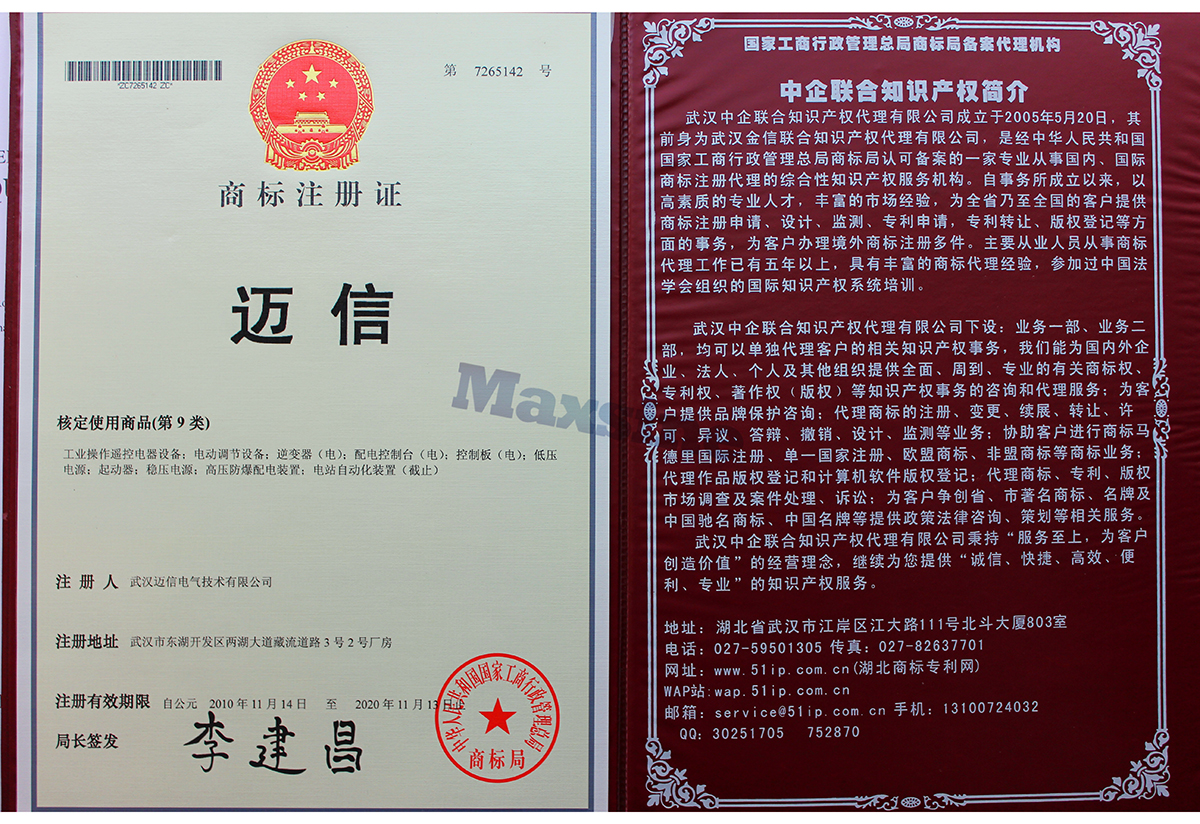 *ZC7265142 ZC*
第 7265142 号
商标注册证
迈信
核定使用商品(第 9 类)
工业操作遥控电器设备；电动调节设备；逆变器（电）；配电控制台（电）；控制板（电）；低压
电源；起动器；稳压电源；高压防爆配电装置；电站自动化装置（截止）
注 册 人 武汉迈信电气技术有限公司
注册地址 武汉市东湖开发区两湖大道藏流道路 3 号 2 号厂房
注册有效期限 自公元 2010 年 11 月 14 日 至 2020 年 11 月 13 日止
局长签发 李建昌
中华人民共和国国家工商行政管理总局
商标局
Maxs
国家工商行政管理总局商标局备案代理机构
中企联合知识产权简介
武汉中企联合知识产权代理有限公司成立于2005年5月20日，其
前身为武汉金信联合知识产权代理有限公司，是经中华人民共和国
国家工商行政管理总局商标局认可备案的一家专业从事国内、国际
商标注册代理的综合性知识产权服务机构。自事务所成立以来，以
高素质的专业人才，丰富的市场经验，为全省乃至全国的客户提供
商标注册申请、设计、监测、专利申请，专利转让、版权登记等方
面的事务，为客户办理境外商标注册多件。主要从业人员从事商标
代理工作已有五年以上，具有丰富的商标代理经验，参加过中国法
学会组织的国际知识产权系统培训。
武汉中企联合知识产权代理有限公司下设：业务一部、业务二
部，均可以单独代理客户的相关知识产权事务，我们能为国内外企
业、法人、个人及其他组织提供全面、周到、专业的有关商标权、
专利权、著作权（版权）等知识产权事务的咨询和代理服务；为客
户提供品牌保护咨询；代理商标的注册、变更、续展、转让、许
可、异议、答辩、撤销、设计、监测等业务；协助客户进行商标马
德里国际注册、单一国家注册、欧盟商标、非盟商标等商标业务；
代理作品版权登记和计算机软件版权登记；代理商标、专利、版权
市场调查及案件处理、诉讼；为客户争创省、市著名商标、名牌及
中国驰名商标、中国名牌等提供政策法律咨询、策划等相关服务。
武汉中企联合知识产权代理有限公司秉持“服务至上，为客户
创造价值”的经营理念，继续为您提供“诚信、快捷、高效、便
利、专业”的知识产权服务。
地址：湖北省武汉市江岸区江大路111号北斗大厦803室
电话：027-59501305 传真：027-82637701
网址：www.51ip.com.cn(湖北商标专利网)
WAP站:wap.51ip.com.cn
邮箱：service@51ip.com.cn 手机：13100724032
QQ：30251705 752870